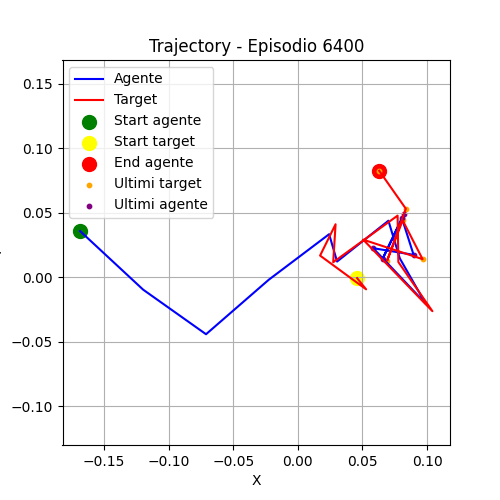 Trajectory - Episodio 6400
Agente
Target
Start agente
Start target
End agente
Ultimi target
Ultimi agente
0.15
0.10
0.05
0.00
−0.05
−0.10
−0.15 −0.10 −0.05 0.00 0.05 0.10
X